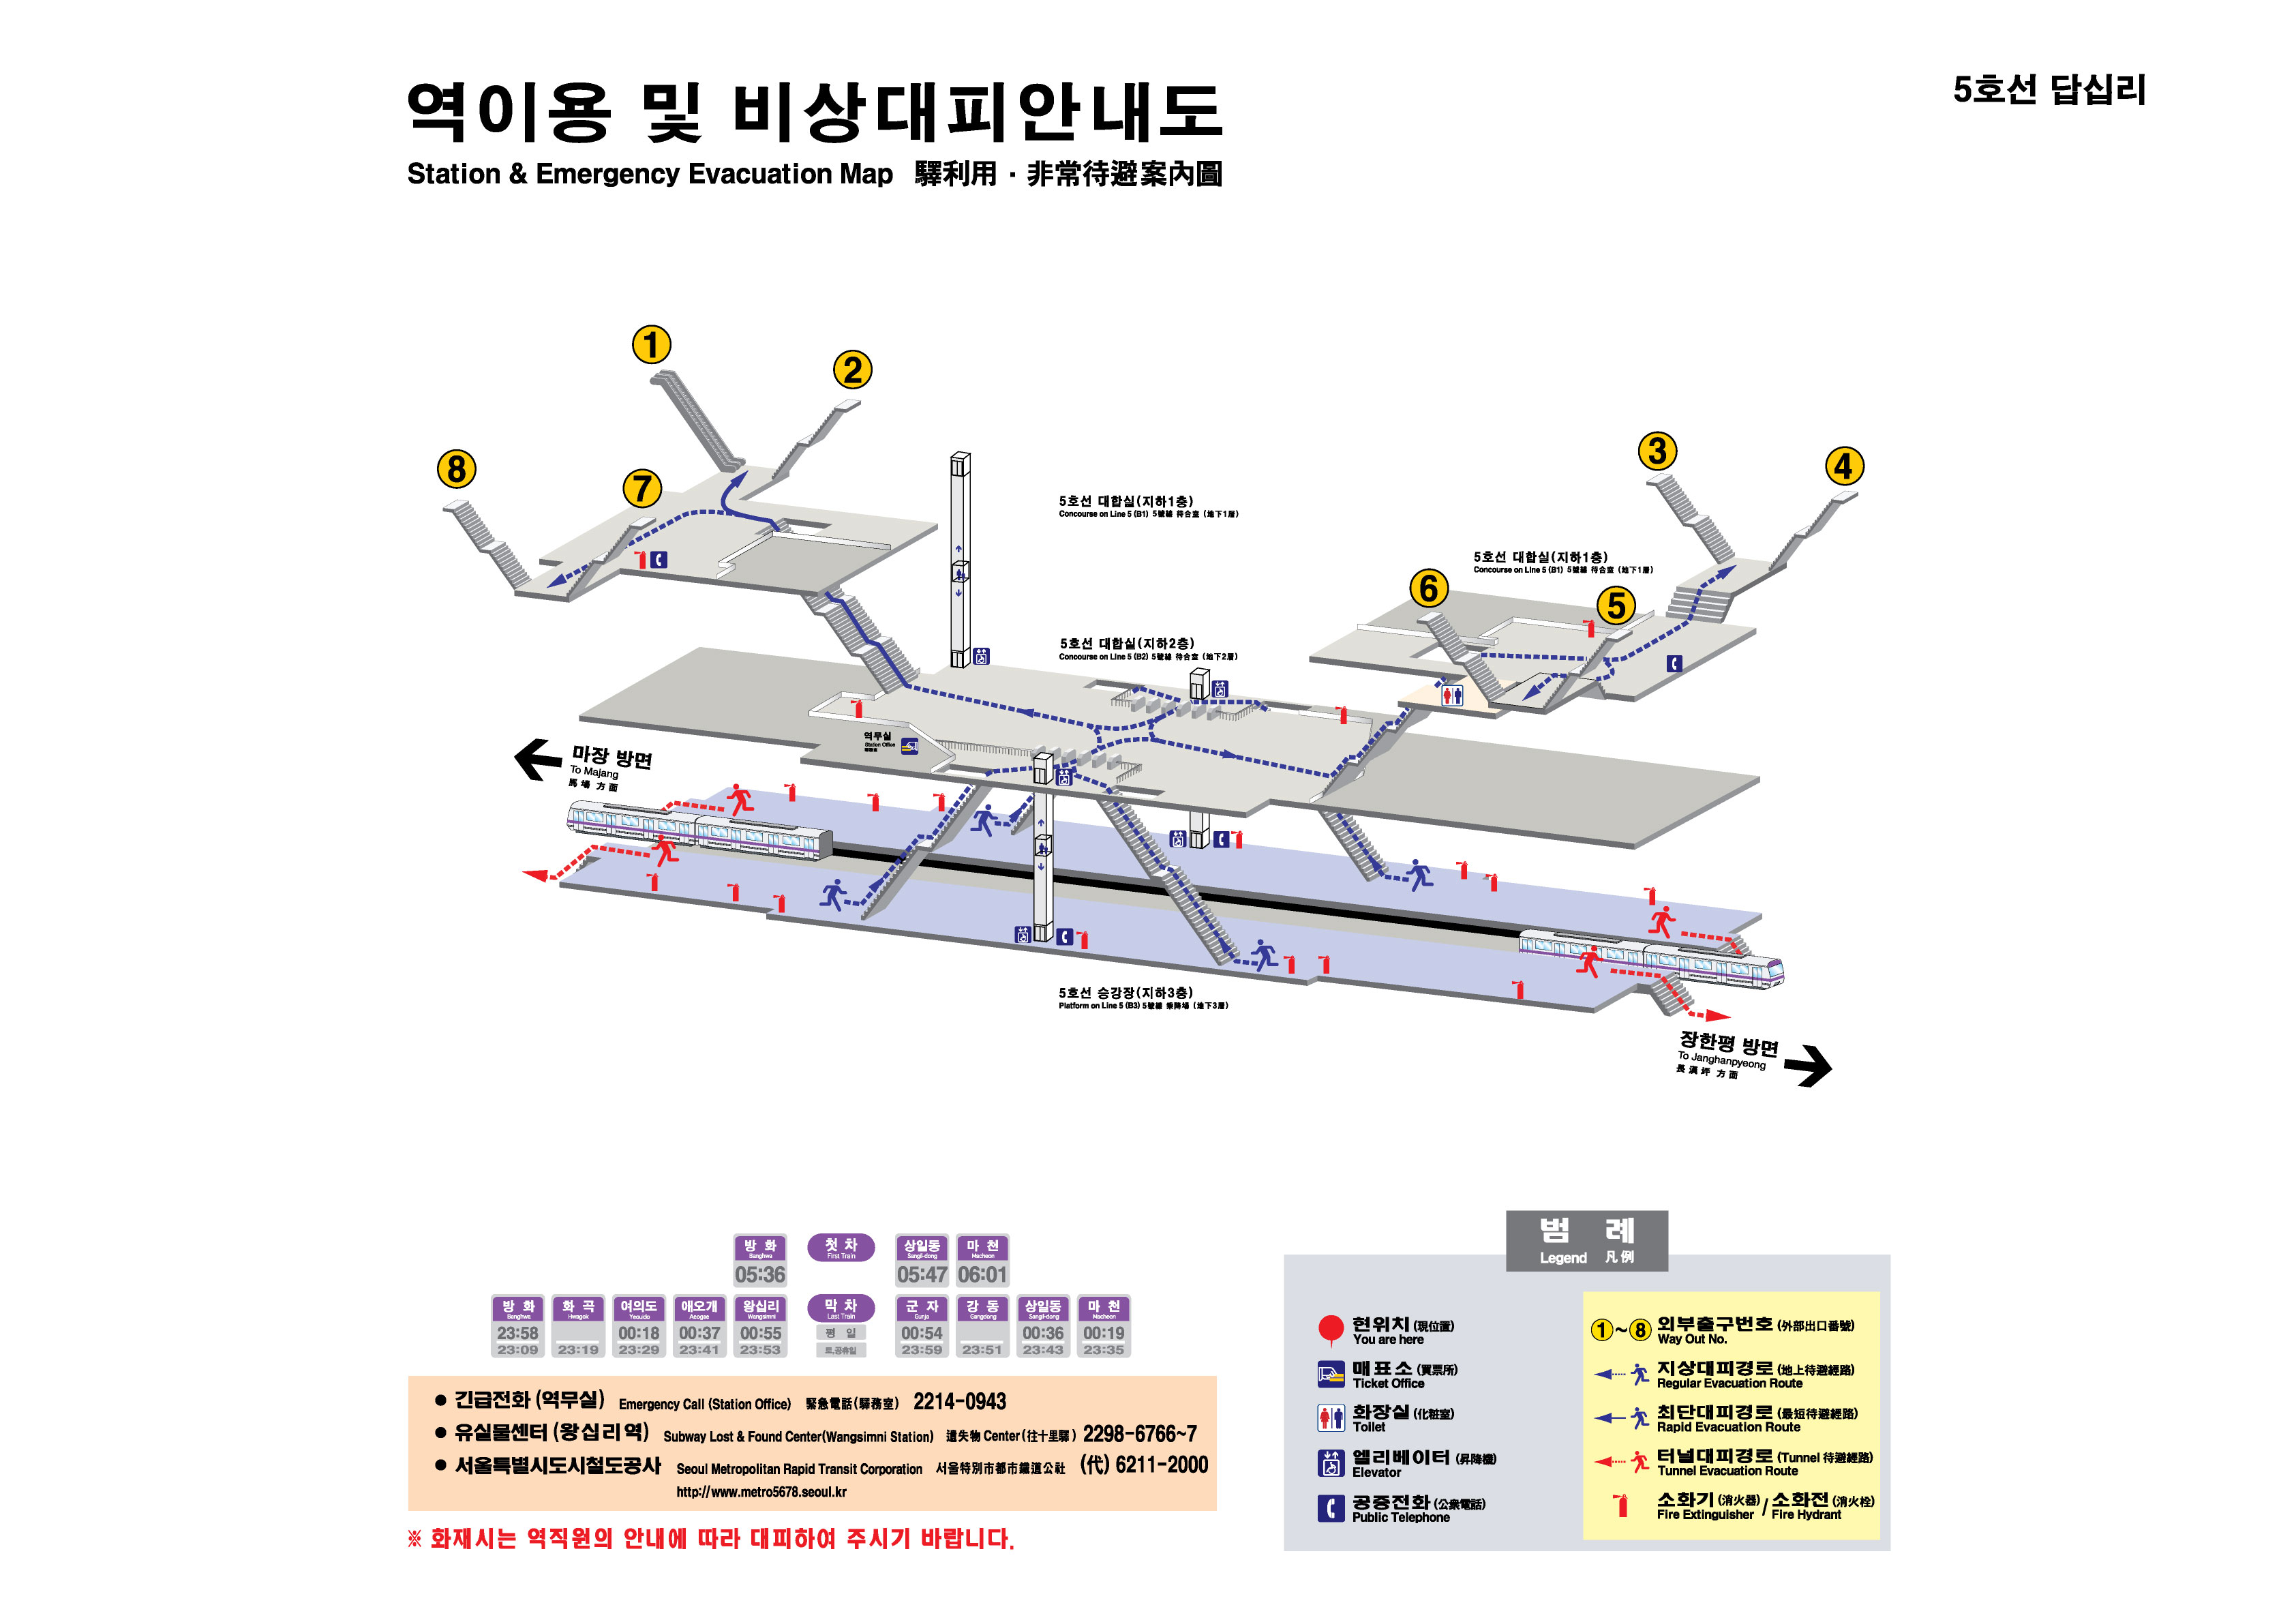 역이용 및 비상대피안내도
Station & Emergency Evacuation Map 驛利用 · 非常待避案內圖
5호선 답십리
1
2
8
7
3
4
6
5
5호선 대합실(지하1층)
Concourse on Line 5 (B1) 5號線 待合室 (地下1層)
5호선 대합실(지하1층)
Concourse on Line 5 (B1) 5號線 待合室 (地下1層)
5호선 대합실(지하2층)
Concourse on Line 5 (B2) 5號線 待合室 (地下2層)
역무실
Station Office
마장 방면
To Majang
馬場 方面
5호선 승강장(지하3층)
Platform on Line 5 (B3) 5號線 乘降場 (地下3層)
장한평 방면
To Janghanpyeong
長漢坪 方面
방화 첫차 상일동 마천
Banghwa First Train Sangil-dong Macheon
05:36 05:47 06:01
방화 화곡 여의도 애오개 왕십리 막차 군자 강동 상일동 마천
Banghwa Hwagok Yeouido Aeogae Wangsimni Last Train Gunja Gangdong Sangil-dong Macheon
23:58 00:18 00:37 00:55 평일 00:54 00:36 00:19
23:09 23:19 23:29 23:41 23:53 토,공휴일 23:59 23:51 23:43 23:35
● 긴급전화 (역무실) Emergency Call (Station Office) 緊急電話 (驛務室) 2214-0943
● 유실물센터 (왕십리역) Subway Lost & Found Center(Wangsimni Station) 遺失物 Center (往十里驛) 2298-6766~7
● 서울특별시도시철도공사 Seoul Metropolitan Rapid Transit Corporation 서울特別市都市鐵道公社 (代) 6211-2000
http://www.metro5678.seoul.kr
※ 화재시는 역직원의 안내에 따라 대피하여 주시기 바랍니다.
범 례
Legend 凡例
현위치 (現位置)
You are here
매표소 (買票所)
Ticket Office
화장실 (化粧室)
Toilet
엘리베이터 (昇降機)
Elevator
공중전화 (公衆電話)
Public Telephone
1~8 외부출구번호 (外部出口番號)
Way Out No.
지상대피경로 (地上待避經路)
Regular Evacuation Route
최단대피경로 (最短待避經路)
Rapid Evacuation Route
터널대피경로 (Tunnel 待避經路)
Tunnel Evacuation Route
소화기 (消火器) / 소화전 (消火栓)
Fire Extinguisher / Fire Hydrant